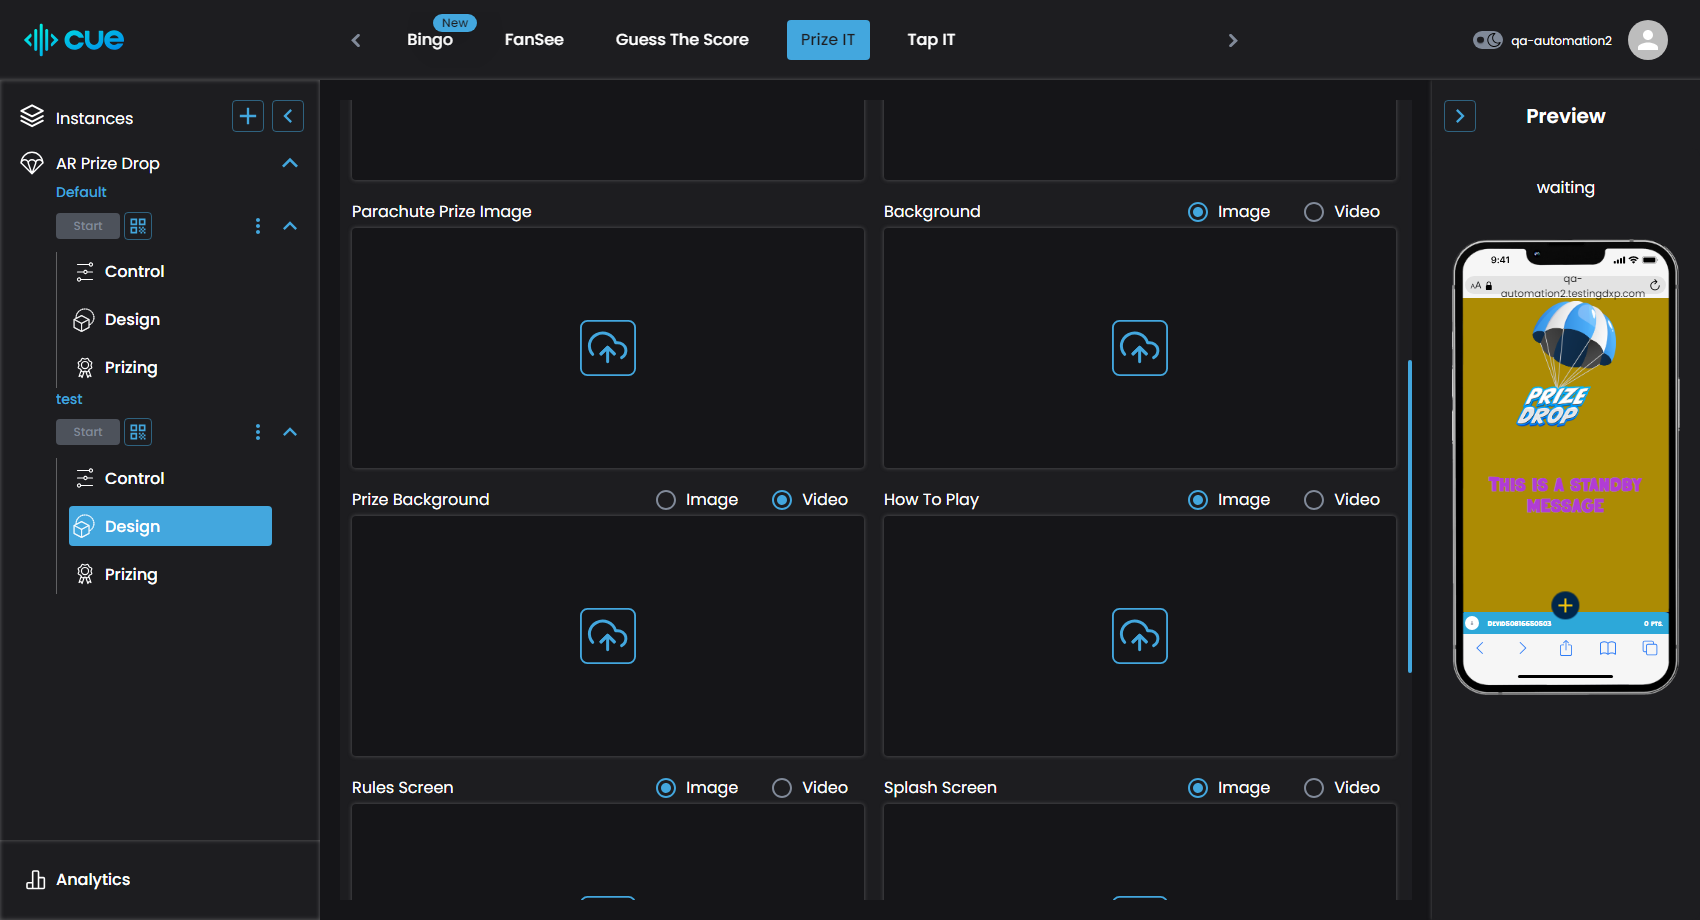 cue
New
Bingo
FanSee
Guess The Score
Prize IT
Tap IT
qa-automation2
Instances
AR Prize Drop
Default
Start
Control
Design
Prizing
test
Start
Control
Design
Prizing
Analytics
Parachute Prize Image
Background
Image
Video
Prize Background
Image
Video
How To Play
Image
Video
Rules Screen
Image
Video
Splash Screen
Image
Video
Preview
waiting
9:41
AA
qa-
automation2.testingdxp.com
PRIZE
DROP
THIS IS A STANDBY
MESSAGE
0 PTS.